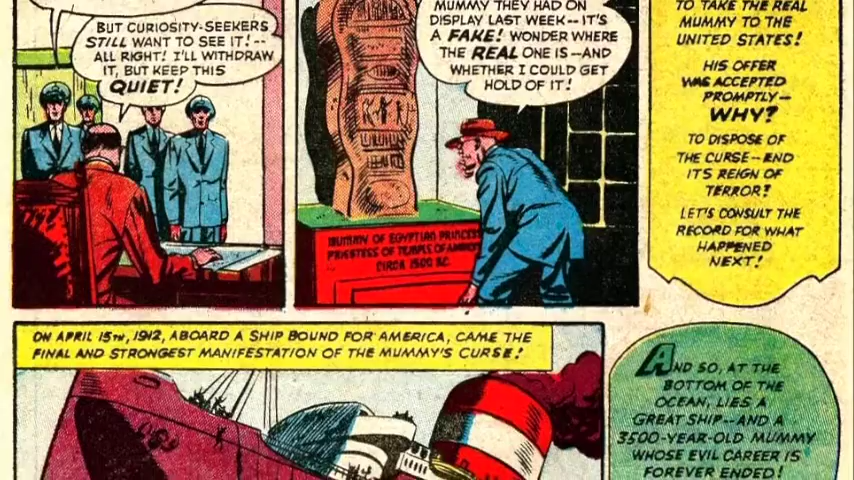 BUT CURIOSITY-SEEKERS
STILL WANT TO SEE IT!--
ALL RIGHT! I'LL WITHDRAW
IT, BUT KEEP THIS
QUIET!
MUMMY THEY HAD ON
DISPLAY LAST WEEK--IT'S
A FAKE! WONDER WHERE
THE REAL ONE IS--AND
WHETHER I COULD GET
HOLD OF IT!
MUMMY OF EGYPTIAN PRINCESS
PRIESTESS OF TEMPLE OF
CIRCA 1500 B.C.
TO TAKE THE REAL
MUMMY TO THE
UNITED STATES!
HIS OFFER
WAS ACCEPTED
PROMPTLY--
WHY?
TO DISPOSE OF
THE CURSE--END
ITS REIGN OF
TERROR?
LET'S CONSULT THE
RECORD FOR WHAT
HAPPENED
NEXT!
ON APRIL 15TH, 1912, ABOARD A SHIP BOUND FOR AMERICA, CAME THE
FINAL AND STRONGEST MANIFESTATION OF THE MUMMY'S CURSE!
AND SO, AT THE
BOTTOM OF THE
OCEAN, LIES A
GREAT SHIP--AND A
3500-YEAR-OLD MUMMY
WHOSE EVIL CAREER IS
FOREVER ENDED!